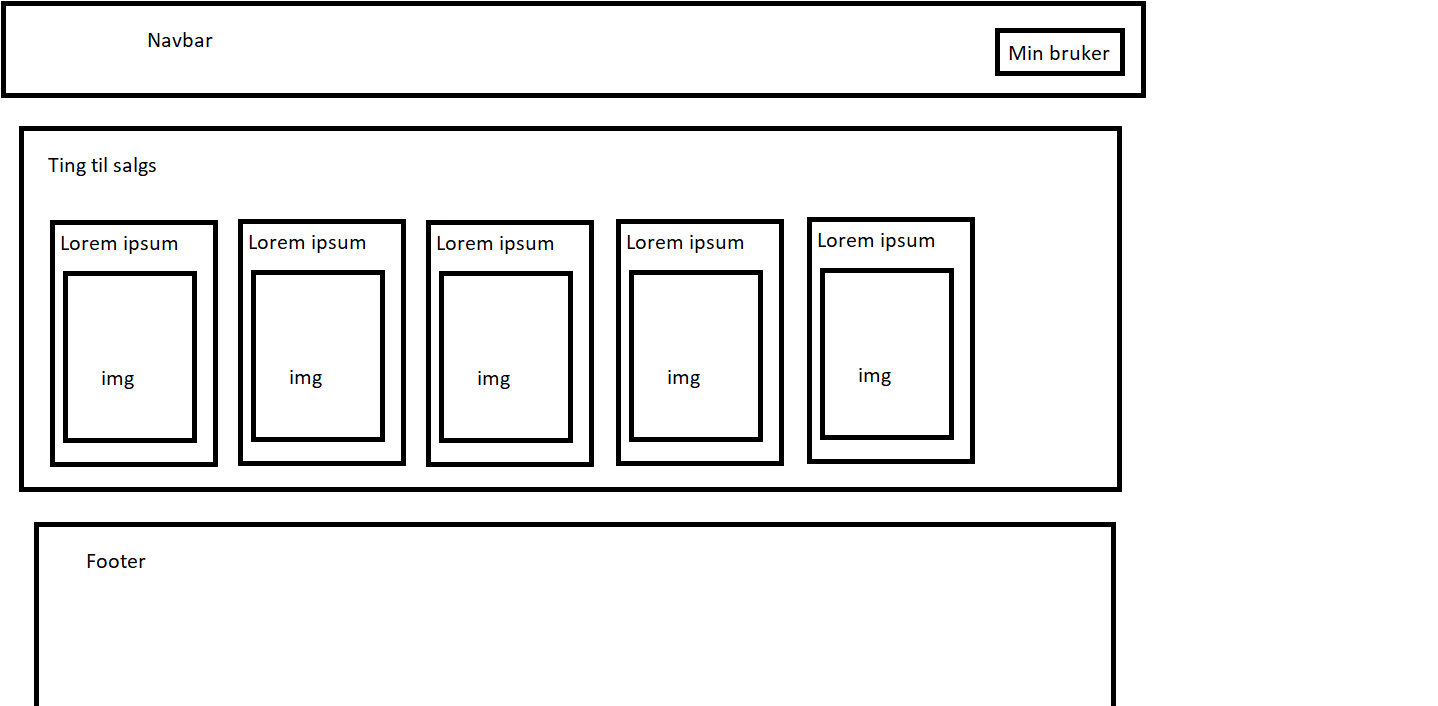 Navbar
Min bruker
Ting til salgs
Lorem ipsum
Lorem ipsum
Lorem ipsum
Lorem ipsum
Lorem ipsum
img
img
img
img
img
Footer